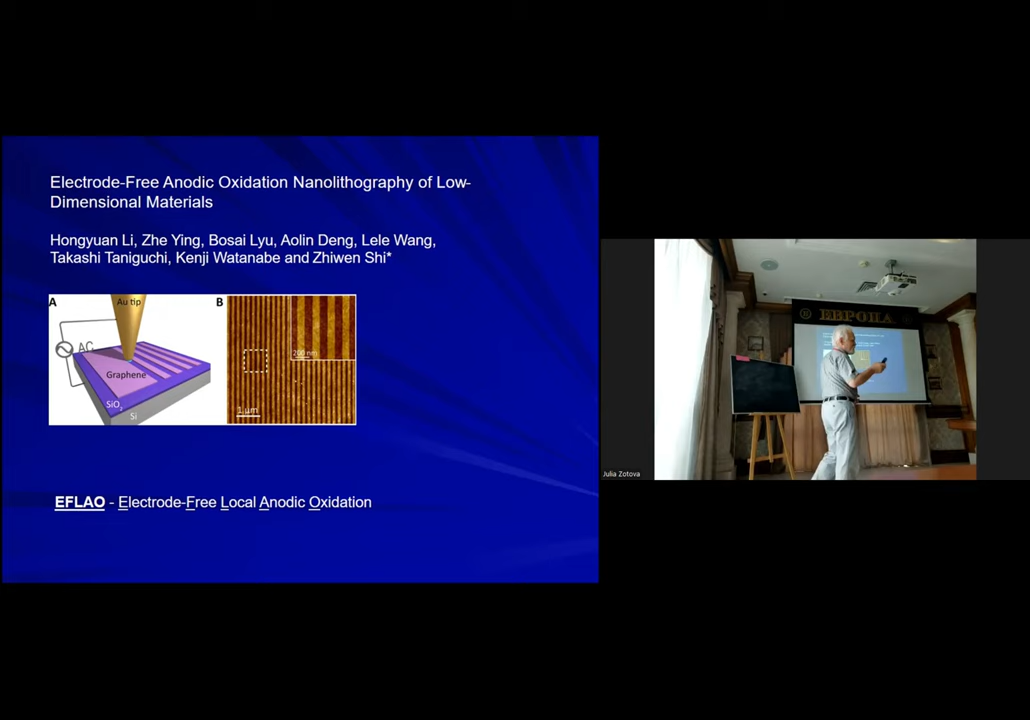 Electrode-Free Anodic Oxidation Nanolithography of Low-
Dimensional Materials
Hongyuan Li, Zhe Ying, Bosai Lyu, Aolin Deng, Lele Wang,
Takashi Taniguchi, Kenji Watanabe and Zhiwen Shi*
A
Au tip
AC
Graphene
SiO2
Si
B
200 nm
1 μm
EFLAO - Electrode-Free Local Anodic Oxidation
ЕВРОПА
Julia Zotova